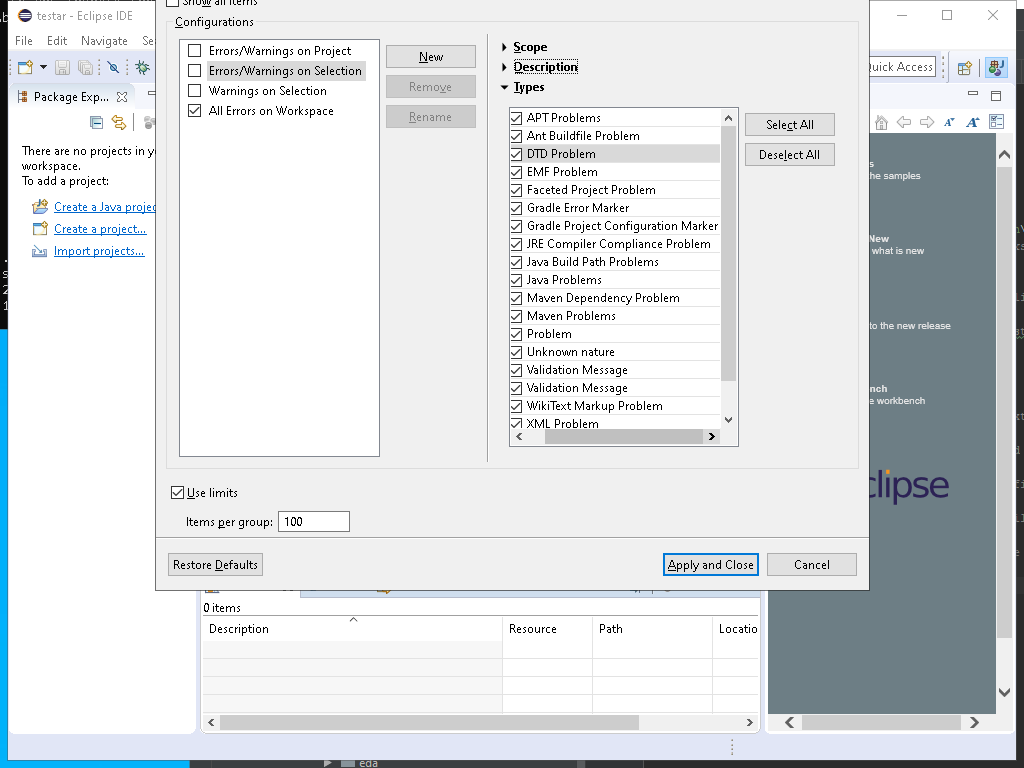 Show all items
testar - Eclipse IDE
Configurations
File Edit Navigate Se
Errors/Warnings on Project
Errors/Warnings on Selection
Warnings on Selection
All Errors on Workspace
New
Remove
Rename
Scope
Description
Types
APT Problems
Ant Buildfile Problem
DTD Problem
EMF Problem
Faceted Project Problem
Gradle Error Marker
Gradle Project Configuration Marker
JRE Compiler Compliance Problem
Java Build Path Problems
Java Problems
Maven Dependency Problem
Maven Problems
Problem
Unknown nature
Validation Message
Validation Message
WikiText Markup Problem
XML Problem
Select All
Deselect All
Quick Access
Package Exp...
There are no projects in yo
workspace.
To add a project:
Create a Java project
Create a project...
Import projects...
s
the samples
New
what is new
to the new release
nch
e workbench
clipse
Use limits
Items per group: 100
Restore Defaults
Apply and Close
Cancel
0 items
Description Resource Path Locatio
eda